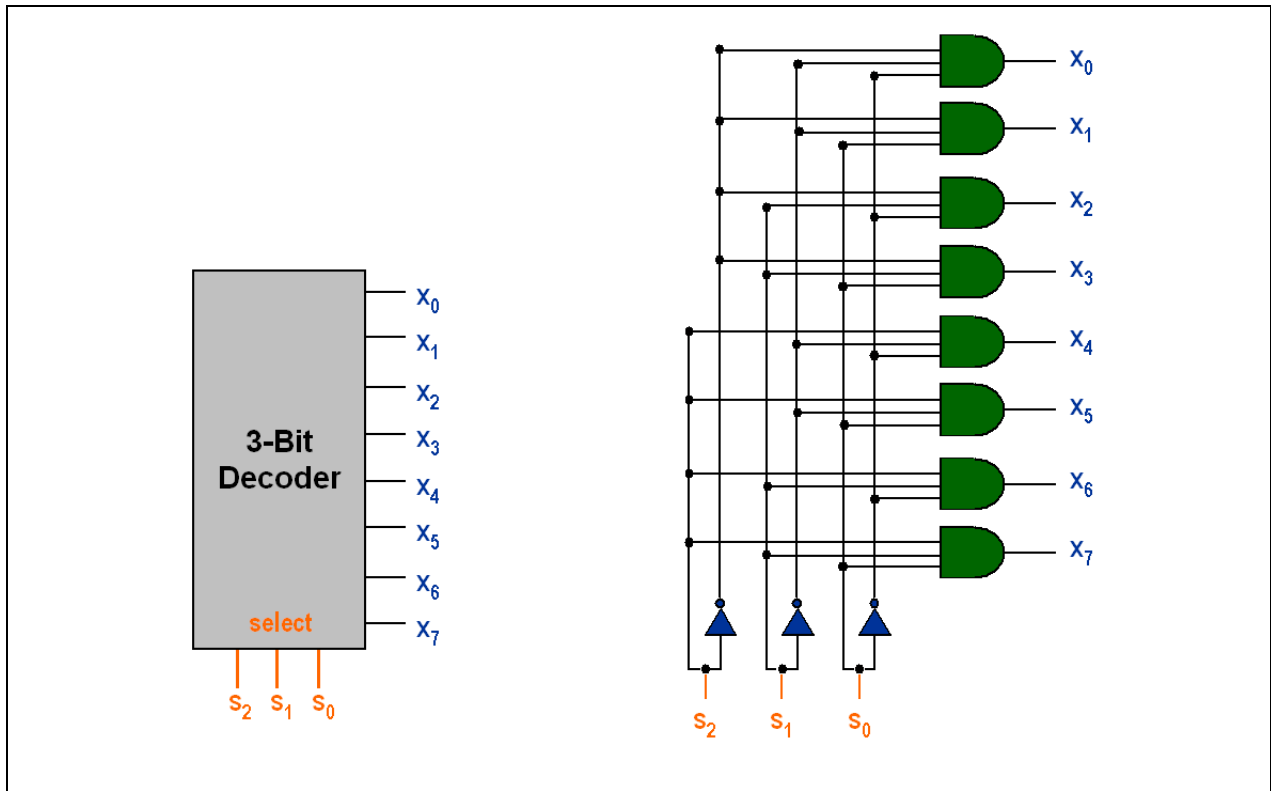 3-Bit
Decoder
select
X₀
X₁
X₂
X₃
X₄
X₅
X₆
X₇
S₂ S₁ S₀
X₀
X₁
X₂
X₃
X₄
X₅
X₆
X₇
S₂ S₁ S₀